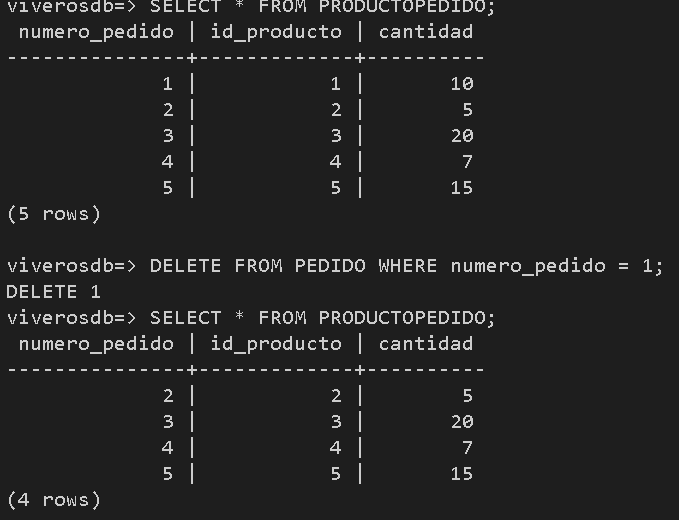 viverosdb=> SELECT * FROM PRODUCTOPEDIDO;
 numero_pedido | id_producto | cantidad
---------------+-------------+----------
             1 |           1 |       10
             2 |           2 |        5
             3 |           3 |       20
             4 |           4 |        7
             5 |           5 |       15
(5 rows)

viverosdb=> DELETE FROM PEDIDO WHERE numero_pedido = 1;
DELETE 1
viverosdb=> SELECT * FROM PRODUCTOPEDIDO;
 numero_pedido | id_producto | cantidad
---------------+-------------+----------
             2 |           2 |        5
             3 |           3 |       20
             4 |           4 |        7
             5 |           5 |       15
(4 rows)